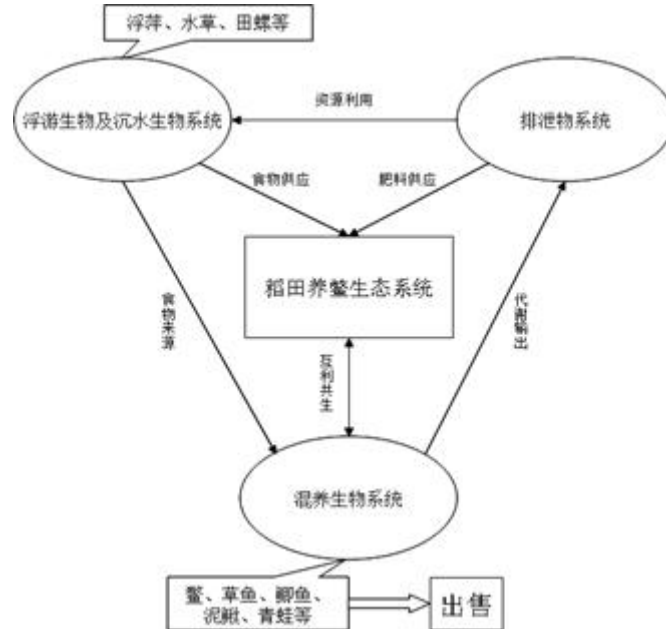 浮萍、水草、田螺等
浮游生物及沉水生物系统
资源利用
排泄物系统
食物供应
肥料供应
稻田养鳖生态系统
食物来源
互利共生
代谢输出
混养生物系统
鳖、草鱼、鲫鱼、
泥鳅、青蛙等
出售